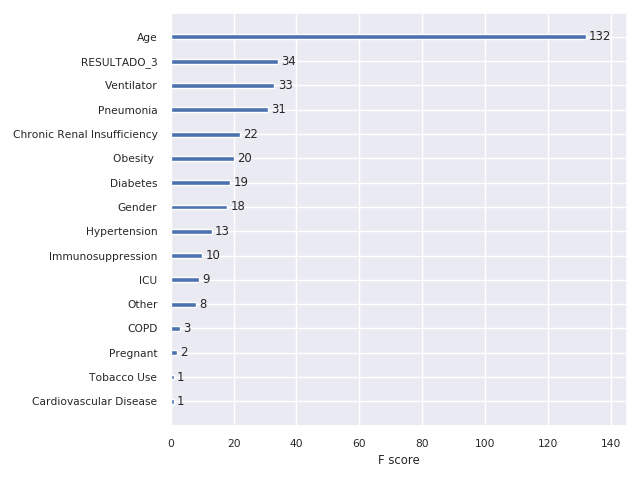 Age 132
RESULTADO_3 34
Ventilator 33
Pneumonia 31
Chronic Renal Insufficiency 22
Obesity 20
Diabetes 19
Gender 18
Hypertension 13
Immunosuppression 10
ICU 9
Other 8
COPD 3
Pregnant 2
Tobacco Use 1
Cardiovascular Disease 1
0 20 40 60 80 100 120 140
F score